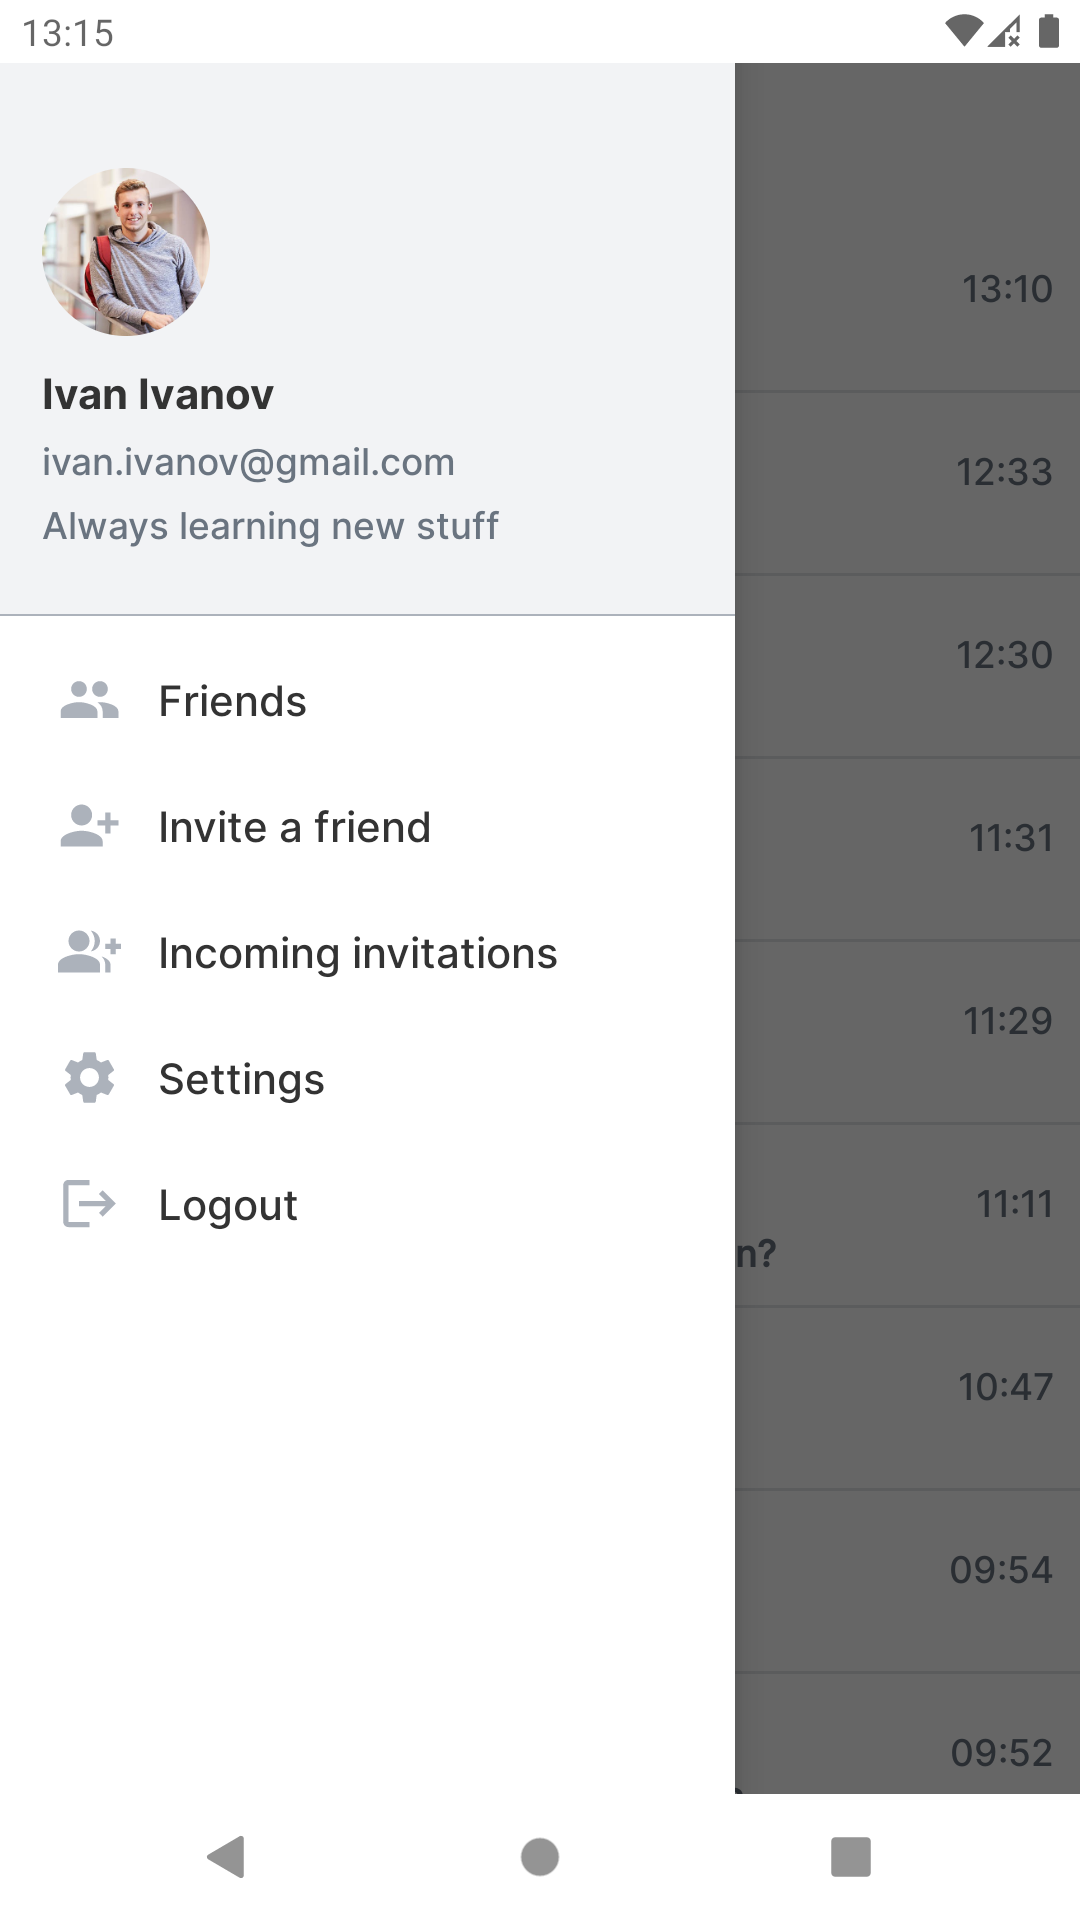 13:15
Ivan Ivanov
ivan.ivanov@gmail.com
Always learning new stuff
Friends
Invite a friend
Incoming invitations
Settings
Logout
13:10
12:33
12:30
11:31
11:29
11:11
n?
10:47
09:54
09:52